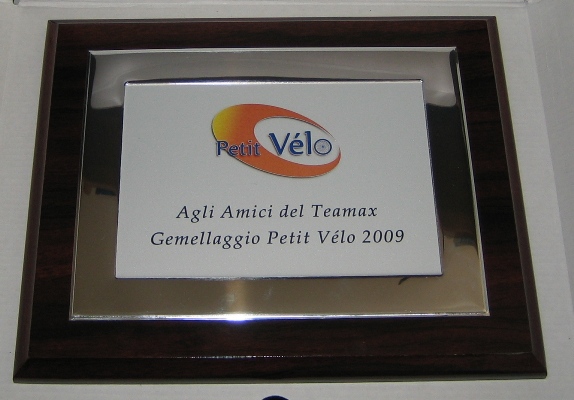 Petit Vélo
Agli Amici del Teamax
Gemellaggio Petit Vélo 2009